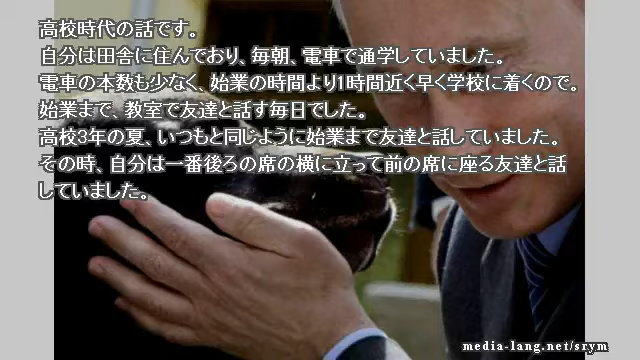 高校時代の話です。
自分は田舎に住んでおり、毎朝、電車で通学していました。
電車の本数も少なく、始業の時間より1時間近く早く学校に着くので。
始業まで、教室で友達と話す毎日でした。
高校3年の夏、いつもと同じように始業まで友達と話していました。
その時、自分は一番後ろの席の横に立って前の席に座る友達と話
していました。
media-lang.net/srym